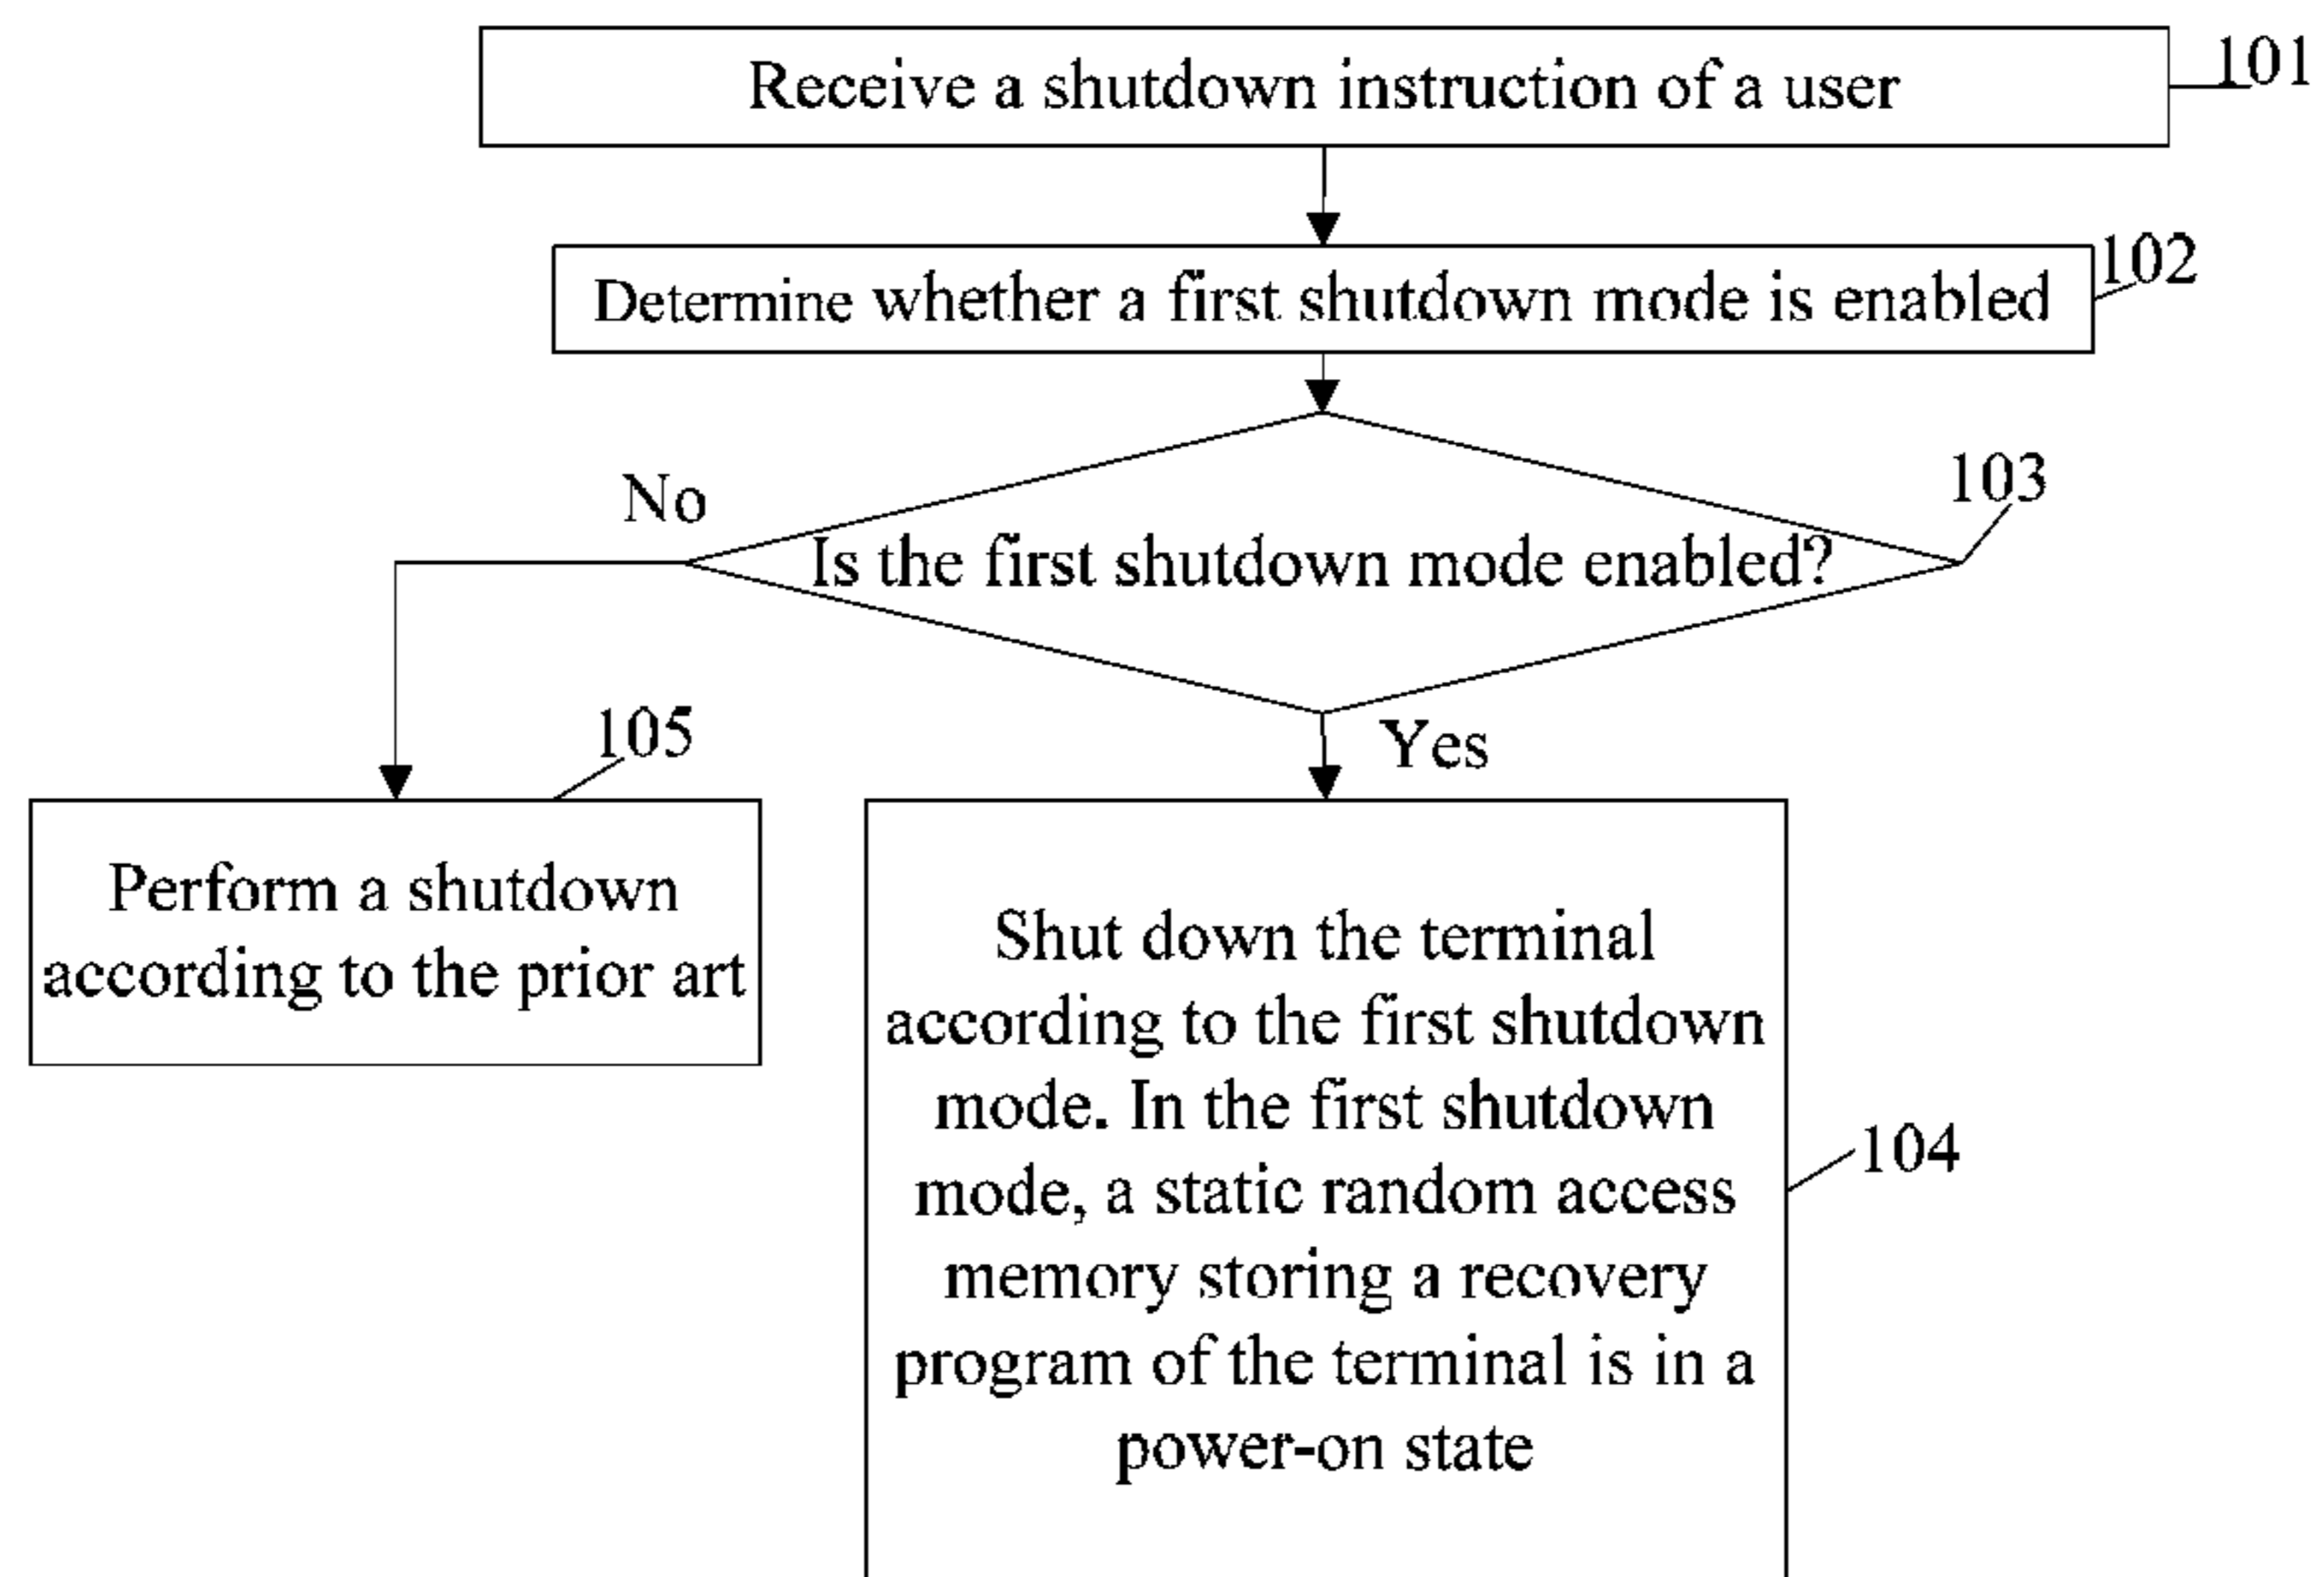 Receive a shutdown instruction of a user
101
Determine whether a first shutdown mode is enabled
102
103
No
Is the first shutdown mode enabled?
Yes
105
Perform a shutdown
according to the prior art
Shut down the terminal
according to the first shutdown
mode. In the first shutdown
mode, a static random access
memory storing a recovery
program of the terminal is in a
power-on state
104